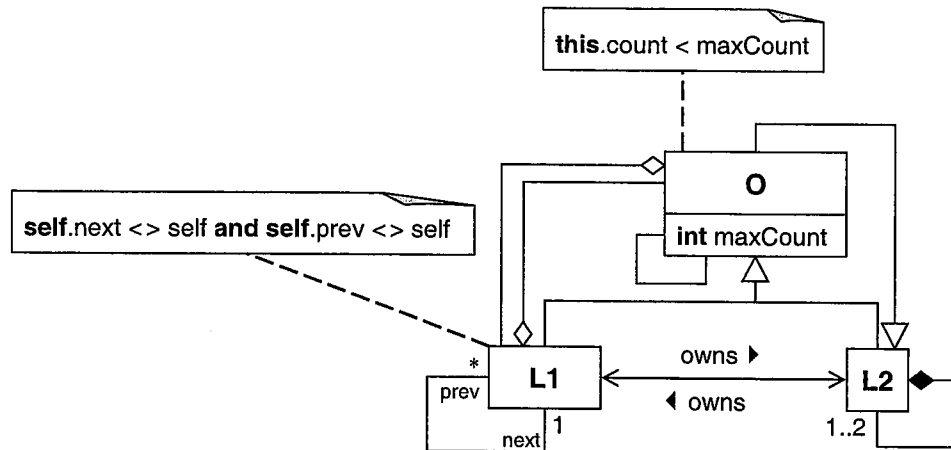 this.count < maxCount
O
self.next <> self and self.prev <> self
int maxCount
owns ▶
*
L1
L2
prev
◀ owns
1
1..2
next